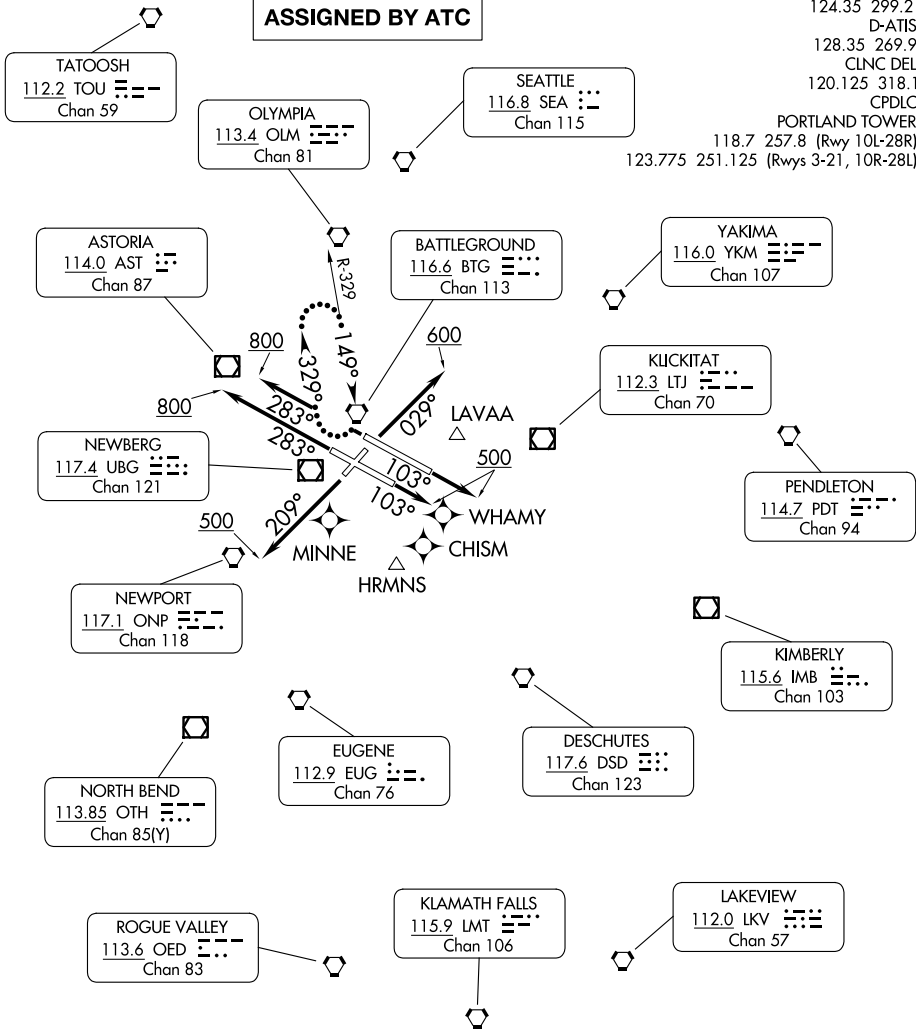 ASSIGNED BY ATC
124.35 299.2
D-ATIS
128.35 269.9
CLNC DEL
120.125 318.1
CPDLC
PORTLAND TOWER
118.7 257.8 (Rwy 10L-28R)
123.775 251.125 (Rwys 3-21, 10R-28L)
TATOOSH
112.2 TOU
Chan 59
OLYMPIA
113.4 OLM
Chan 81
SEATTLE
116.8 SEA
Chan 115
ASTORIA
114.0 AST
Chan 87
BATTLEGROUND
116.6 BTG
Chan 113
YAKIMA
116.0 YKM
Chan 107
R-329
149°
329°
800
283°
800
283°
600
029°
LAVAA
KLICKITAT
112.3 LTJ
Chan 70
NEWBERG
117.4 UBG
Chan 121
103°
500
103°
WHAMY
209°
500
MINNE
CHISM
HRMNS
PENDLETON
114.7 PDT
Chan 94
NEWPORT
117.1 ONP
Chan 118
KIMBERLY
115.6 IMB
Chan 103
NORTH BEND
113.85 OTH
Chan 85(Y)
EUGENE
112.9 EUG
Chan 76
DESCHUTES
117.6 DSD
Chan 123
ROGUE VALLEY
113.6 OED
Chan 83
KLAMATH FALLS
115.9 LMT
Chan 106
LAKEVIEW
112.0 LKV
Chan 57